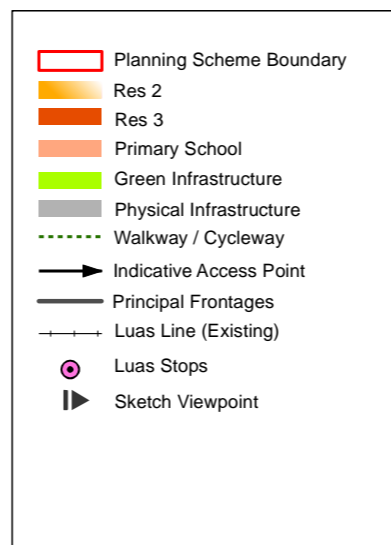 Planning Scheme Boundary
Res 2
Res 3
Primary School
Green Infrastructure
Physical Infrastructure
Walkway / Cycleway
Indicative Access Point
Principal Frontages
Luas Line (Existing)
Luas Stops
Sketch Viewpoint